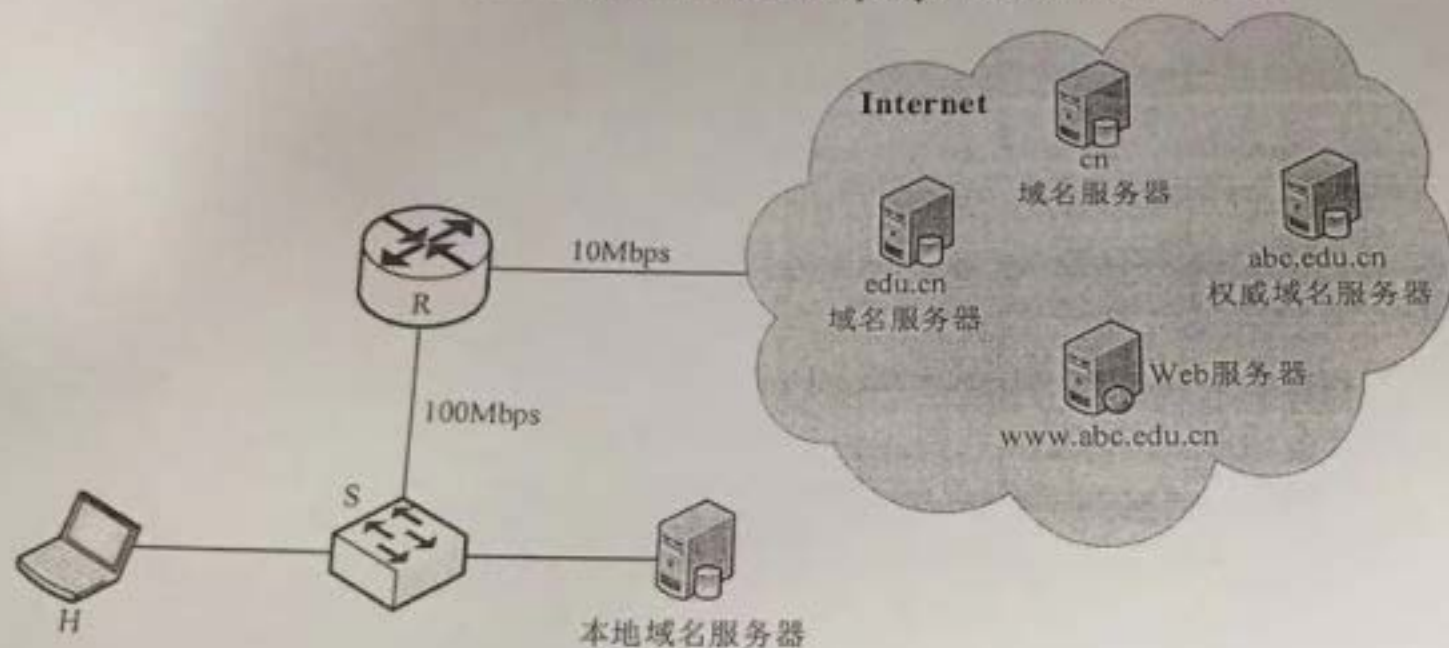 Internet
cn
域名服务器
edu.cn
域名服务器
abc.edu.cn
权威域名服务器
Web服务器
www.abc.edu.cn
10Mbps
R
100Mbps
S
H
本地域名服务器